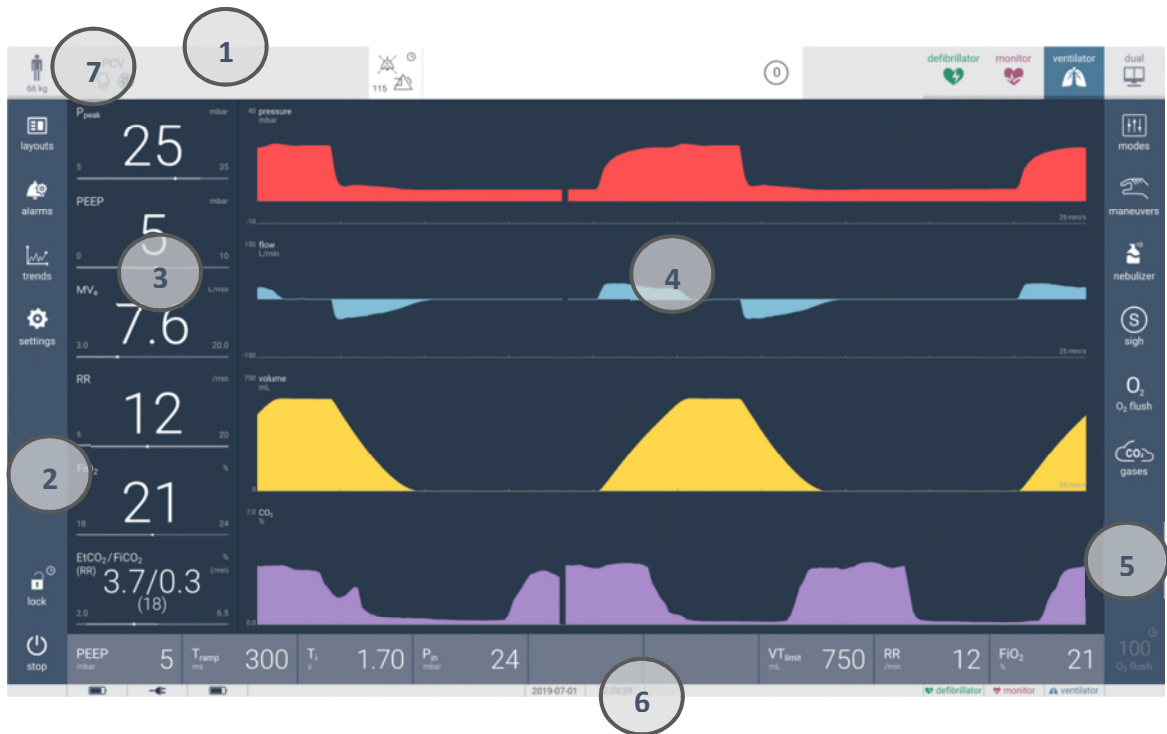 1
7
PCV
66 kg
115
0
defibrillator
monitor
ventilator
dual
layouts
alarms
trends
settings
2
lock
stop
Ppeak mbar
25
5 35
PEEP mbar
5
0 10
3
MVe L/min
7.6
3.0 20.0
RR /min
12
5 20
FiO2 %
21
18 24
EtCO2/FiCO2 %
(RR) 3.7/0.3 (/min)
(18)
2.0 6.5
40 pressure
mbar
-10 25 mm/s
150 flow
L/min
4
-150 25 mm/s
750 volume
mL
0 25 mm/s
7.0 CO2
%
0.0
modes
maneuvers
nebulizer
S
sigh
O2
O2 flush
CO2
gases
5
100
O2 flush
PEEP mbar 5
Tramp ms 300
Ti s 1.70
Pin mbar 24
VTlimit mL 750
RR /min 12
FiO2 % 21
2019-07-01
6
defibrillator monitor ventilator